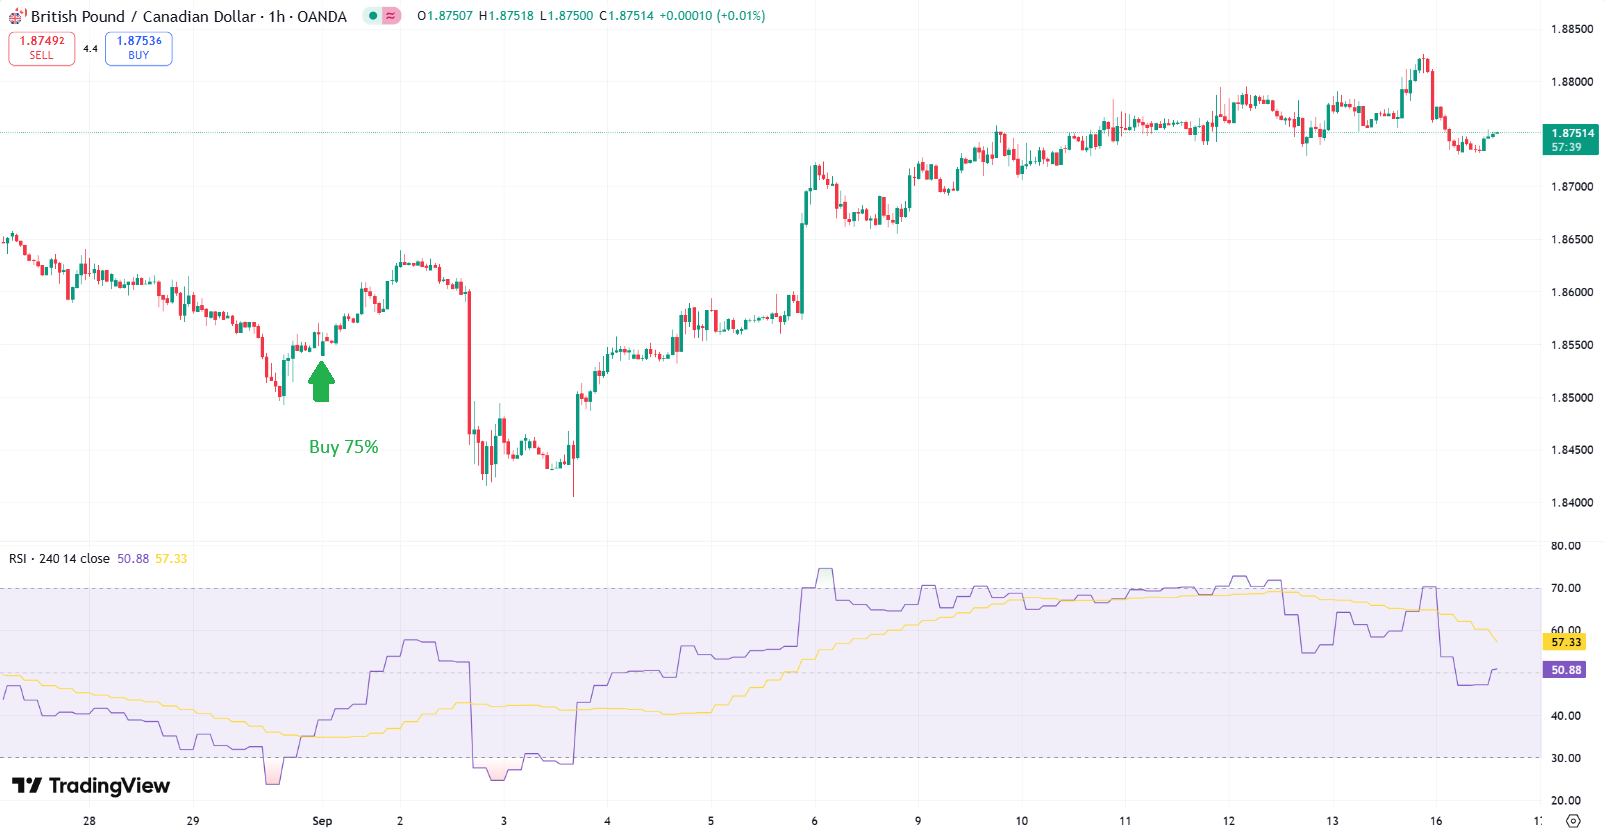 British Pound / Canadian Dollar · 1h · OANDA O1.87507 H1.87518 L1.87500 C1.87514 +0.00010 (+0.01%)
1.87492 4.4 1.87536
SELL BUY
1.88500
1.88000
1.87514
57:39
1.87000
1.86500
1.86000
1.85500
1.85000
Buy 75%
1.84500
1.84000
RSI · 240 14 close 50.88 57.33
80.00
70.00
60.00
57.33
50.88
40.00
30.00
20.00
TradingView
28 29 Sep 2 3 4 5 6 9 10 11 12 13 16